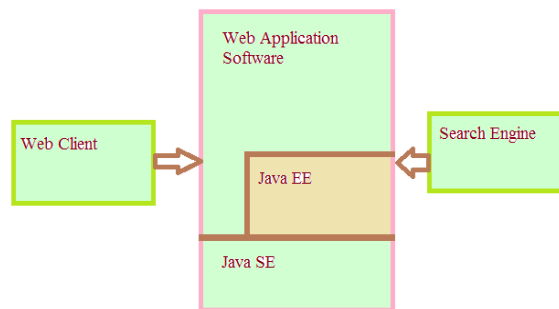 Web Application
Software
Web Client
Search Engine
Java EE
Java SE